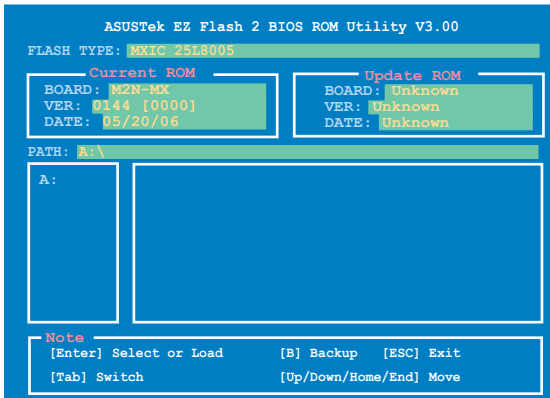 ASUSTek EZ Flash 2 BIOS ROM Utility V3.00
FLASH TYPE: MXIC 25L8005
Current ROM
BOARD: M2N-MX
VER: 0144 [0000]
DATE: 05/20/06
Update ROM
BOARD: Unknown
VER: Unknown
DATE: Unknown
PATH: A:\
A:
Note
[Enter] Select or Load [B] Backup [ESC] Exit
[Tab] Switch [Up/Down/Home/End] Move